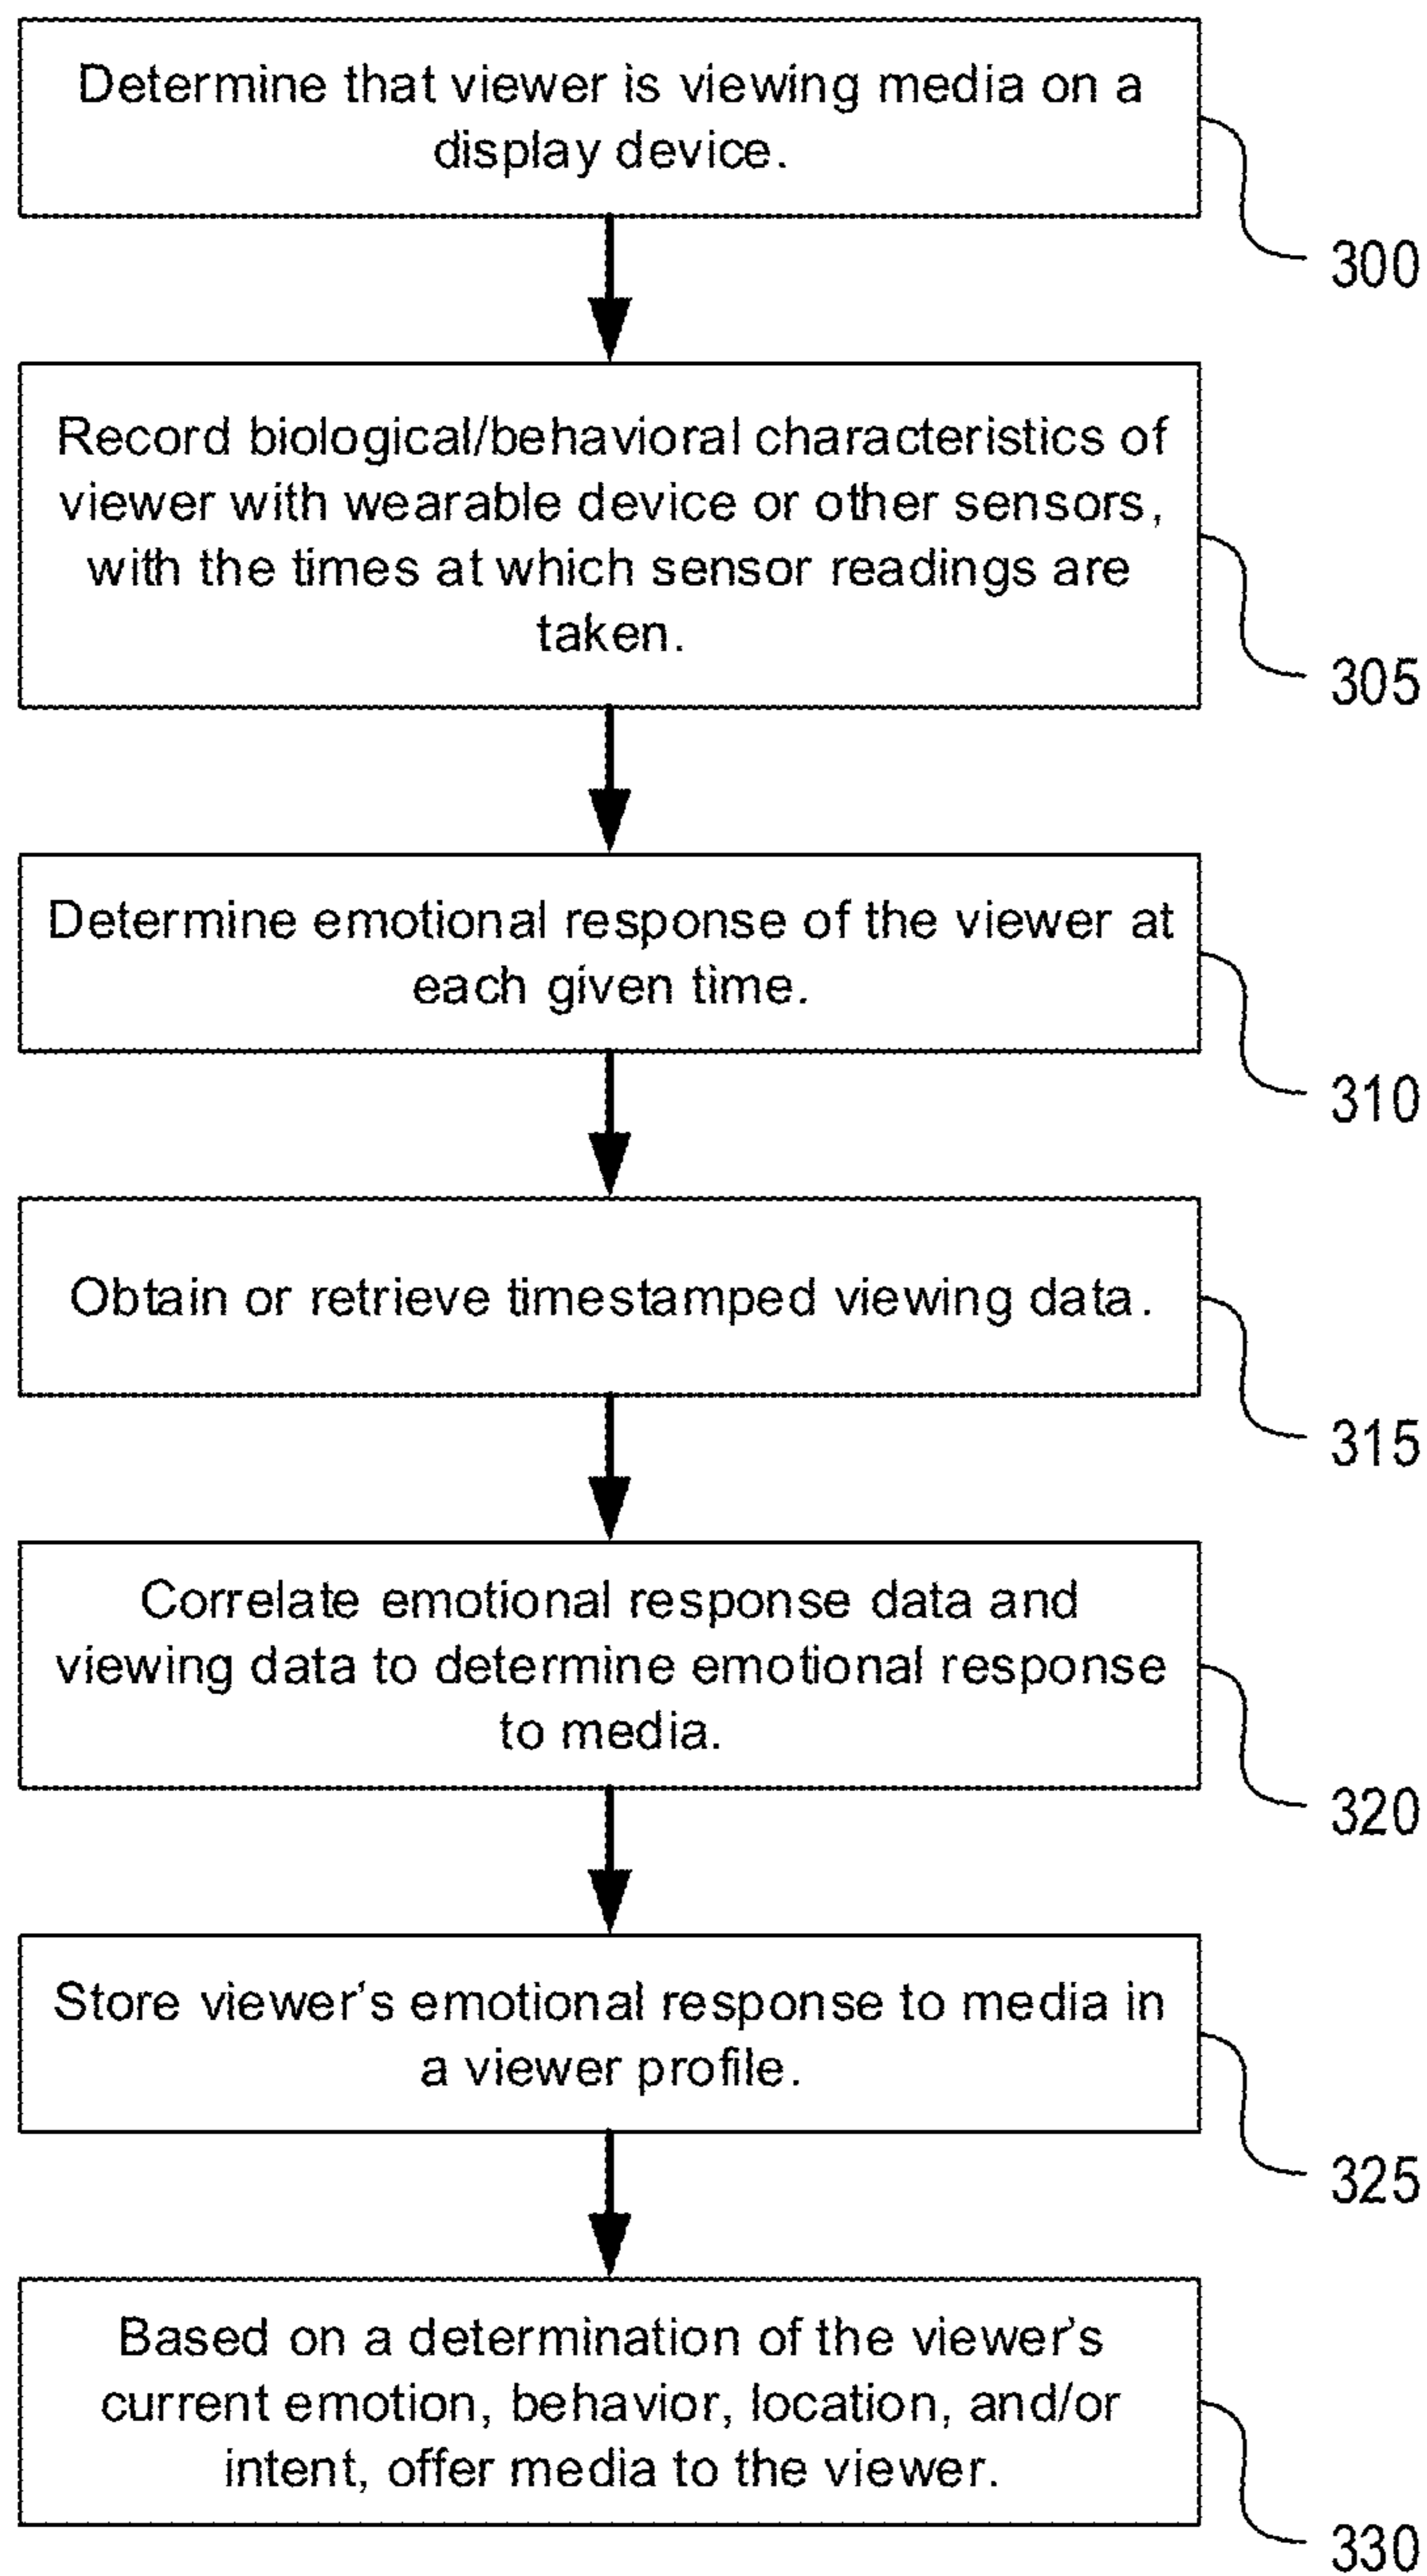 Determine that viewer is viewing media on a
display device.
300
Record biological/behavioral characteristics of
viewer with wearable device or other sensors,
with the times at which sensor readings are
taken.
305
Determine emotional response of the viewer at
each given time.
310
Obtain or retrieve timestamped viewing data.
315
Correlate emotional response data and
viewing data to determine emotional response
to media.
320
Store viewer's emotional response to media in
a viewer profile.
325
Based on a determination of the viewer's
current emotion, behavior, location, and/or
intent, offer media to the viewer.
330